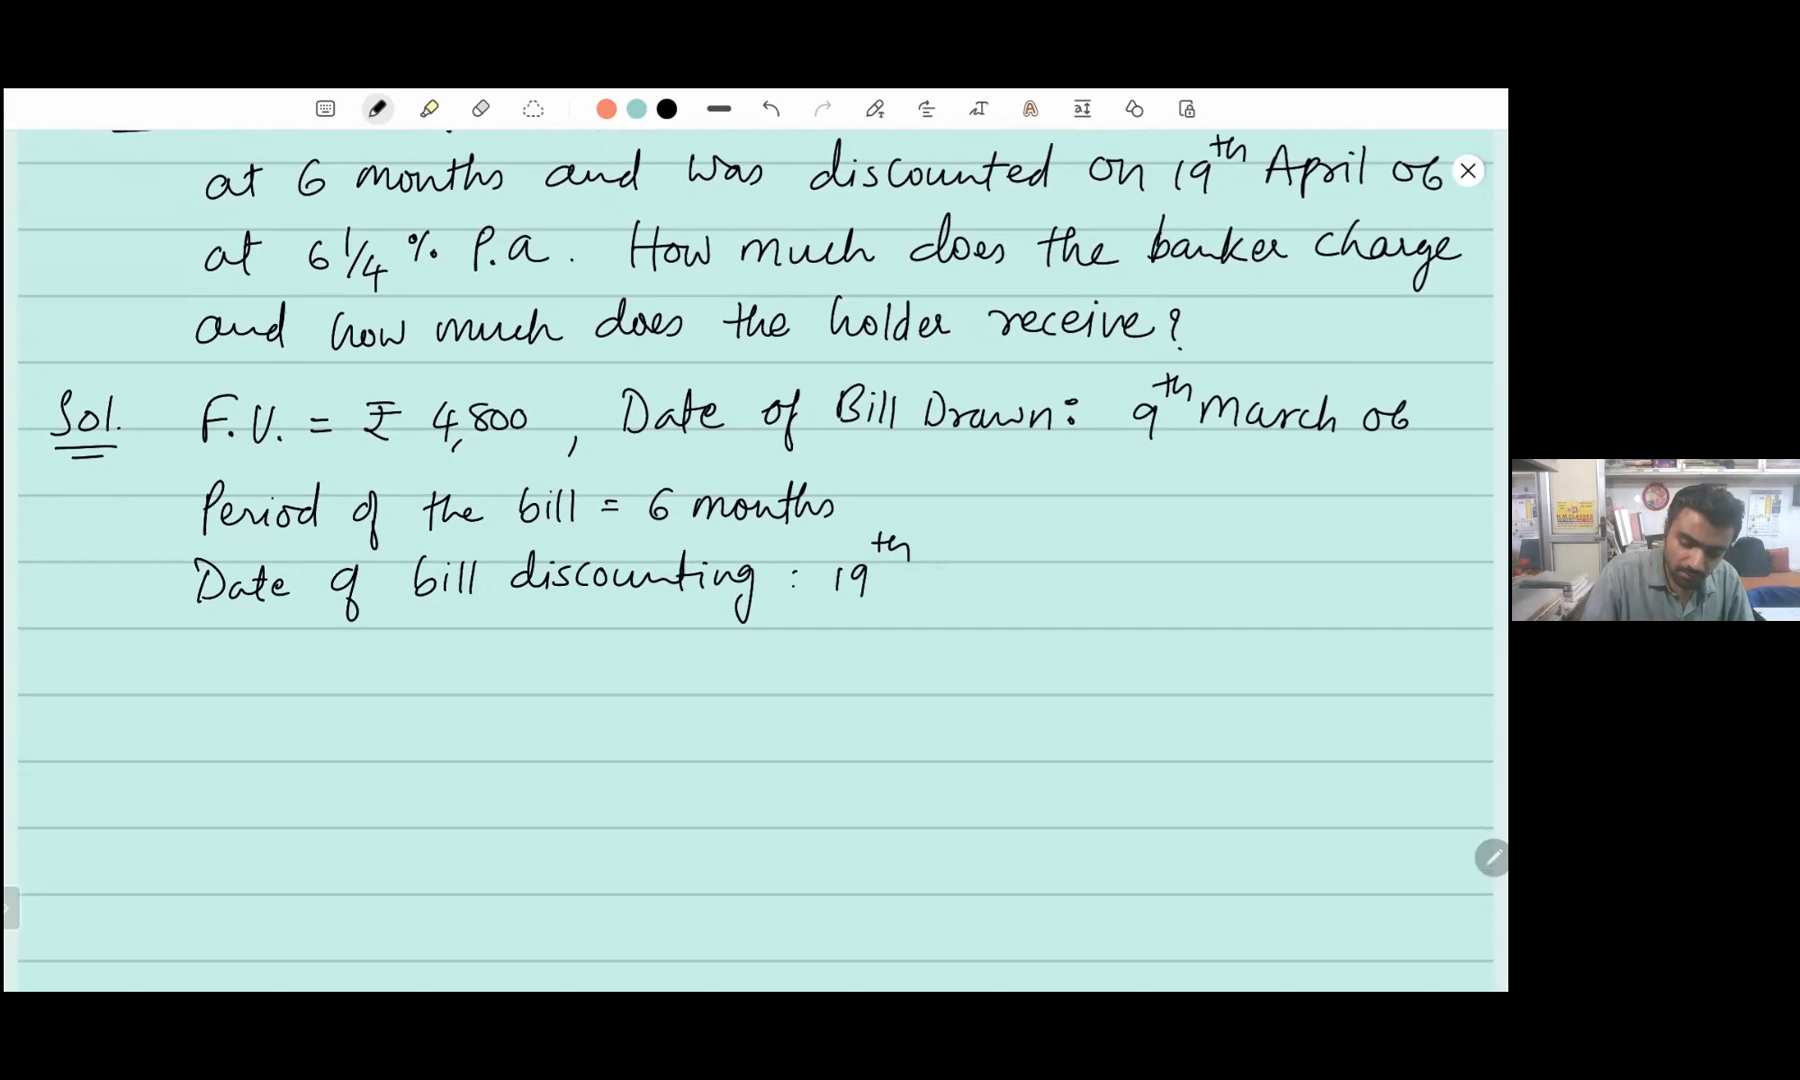 at 6 months and was discounted on 19th April 06
at 6 1/4 % P.a. How much does the banker charge
and how much does the holder receive?
Sol. F.V. = ₹ 4,800, Date of Bill Drawn: 9th March 06
Period of the bill = 6 months
Date of bill discounting : 19th